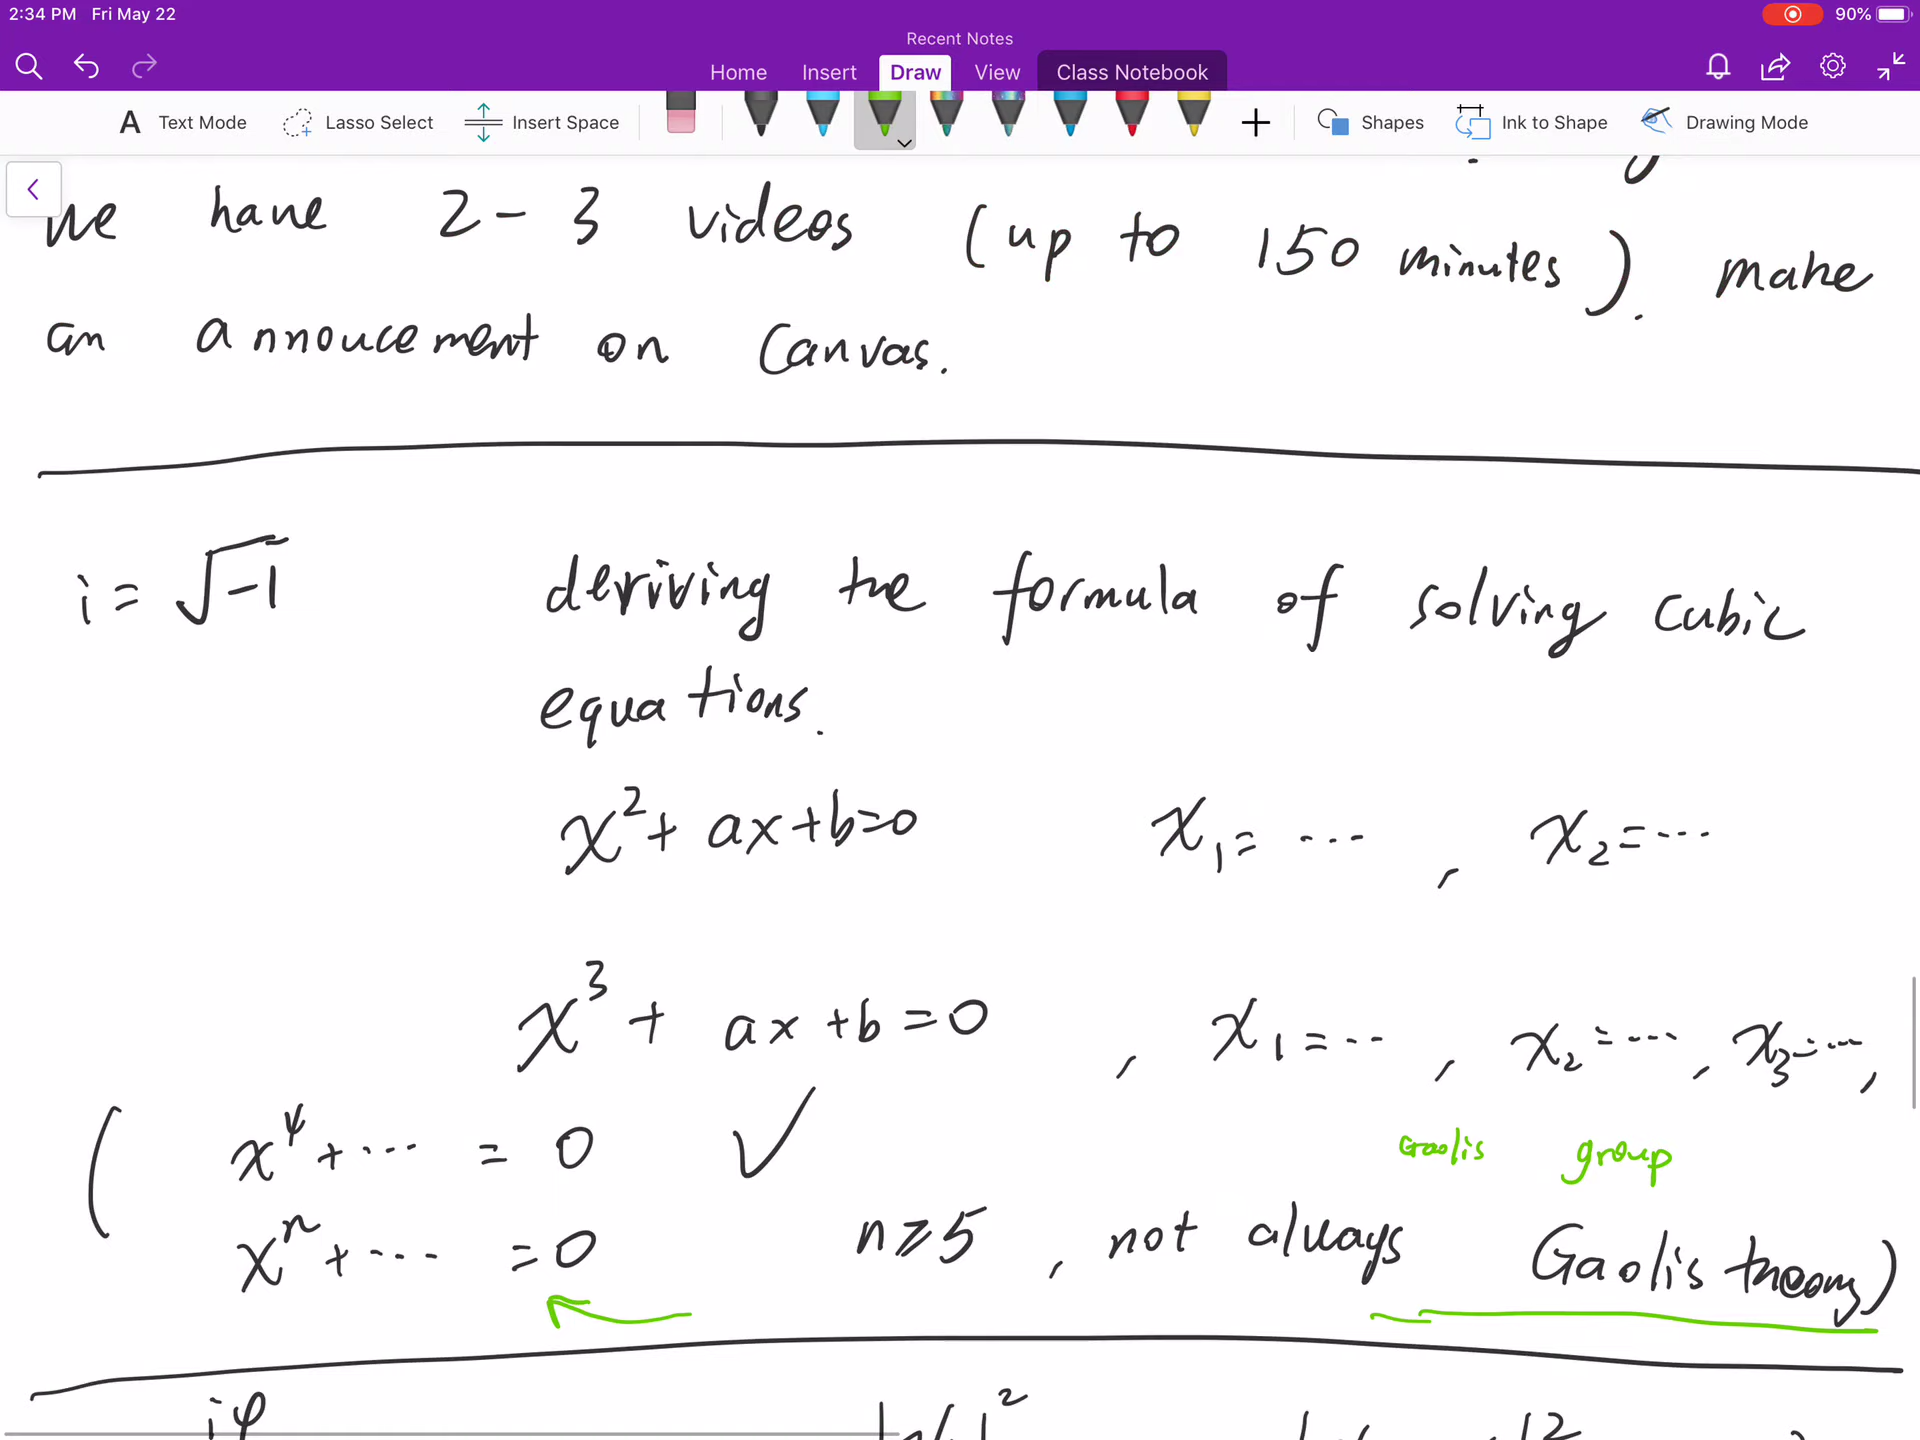 2:34 PM Fri May 22 90%
Recent Notes
Home Insert Draw View Class Notebook
A Text Mode Lasso Select Insert Space Shapes Ink to Shape Drawing Mode
we have 2-3 videos (up to 150 minutes). make
an annoucement on Canvas.
i = √-1 deriving the formula of solving cubic
equations.
x² + ax+b=0 x₁= ... , x₂=...
x³ + ax+b=0 , x₁=... , x₂=..., x₃=...,
( x⁴+... = 0 ✓ Gaolis group
xⁿ+... =0 n⩾5, not always (Gaolis theory)
iφ